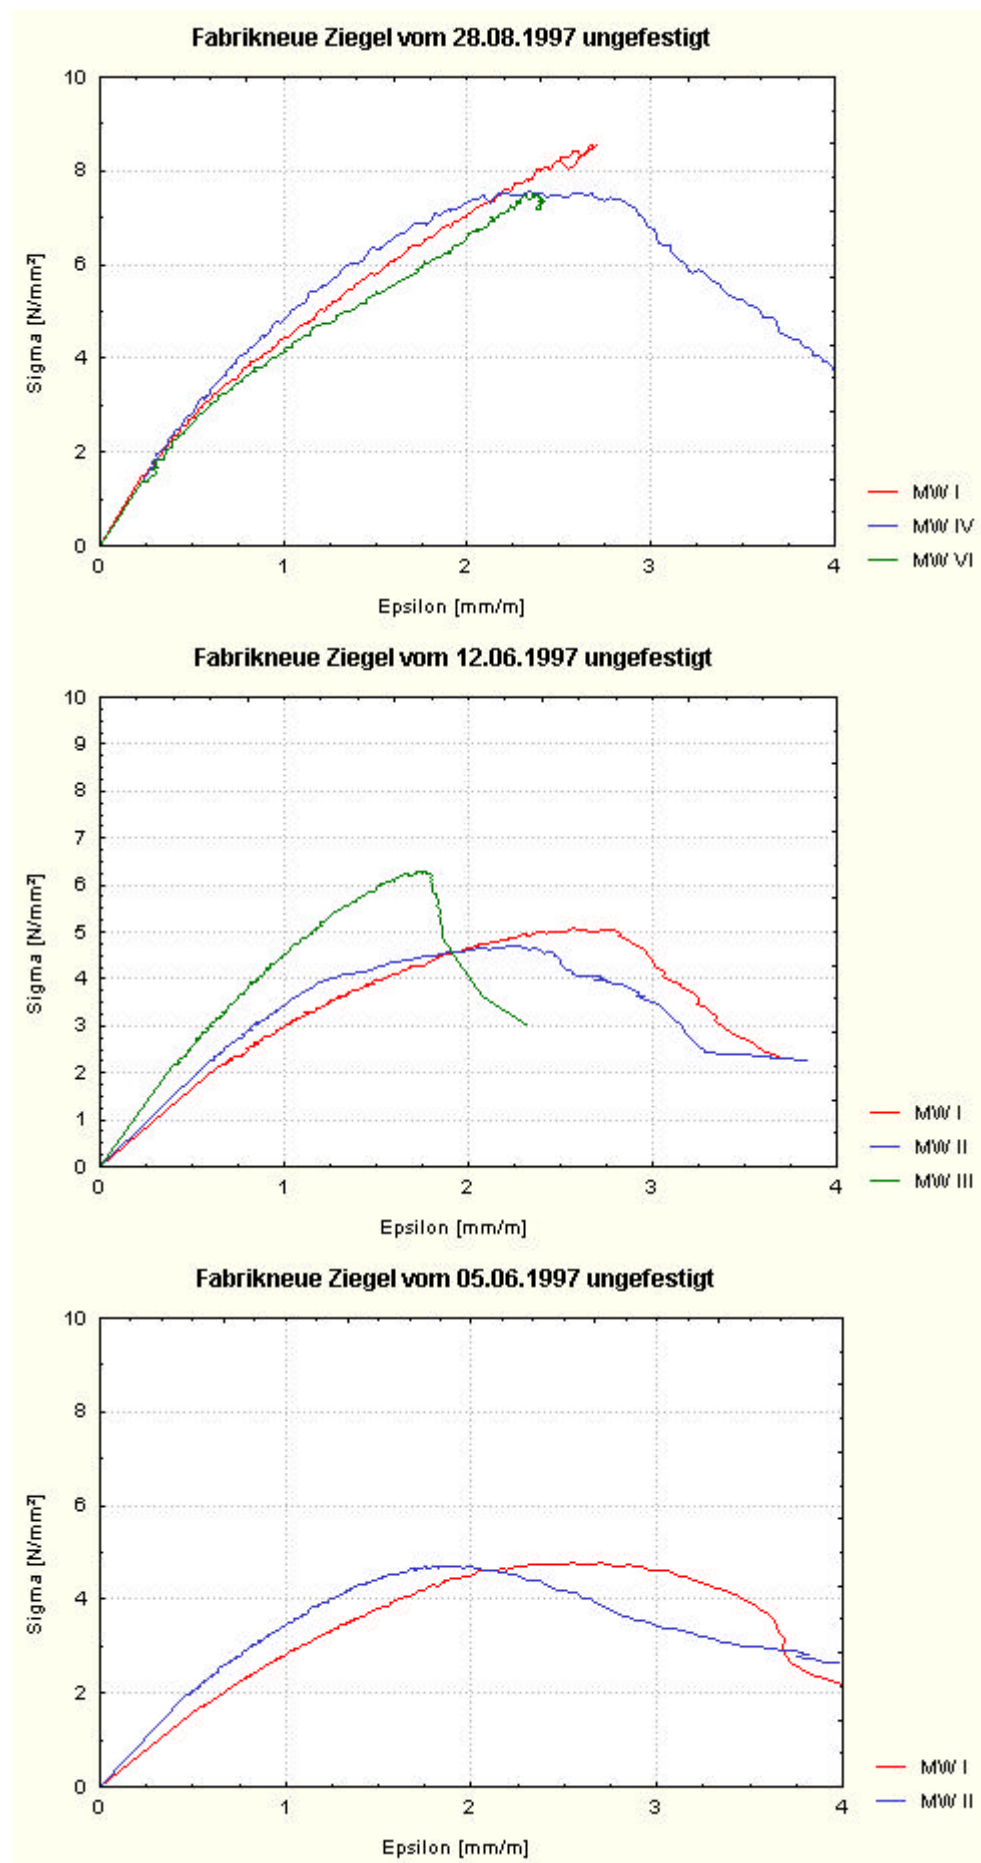 Fabrikneue Ziegel vom 28.08.1997 ungefestigt
10
8
6
4
2
0
Sigma [N/mm²]
0 1 2 3 4
Epsilon [mm/m]
MW I
MW IV
MW VI
Fabrikneue Ziegel vom 12.06.1997 ungefestigt
10
9
8
7
6
5
4
3
2
1
0
Sigma [N/mm²]
0 1 2 3 4
Epsilon [mm/m]
MW I
MW II
MW III
Fabrikneue Ziegel vom 05.06.1997 ungefestigt
10
8
6
4
2
0
Sigma [N/mm²]
0 1 2 3 4
Epsilon [mm/m]
MW I
MW II